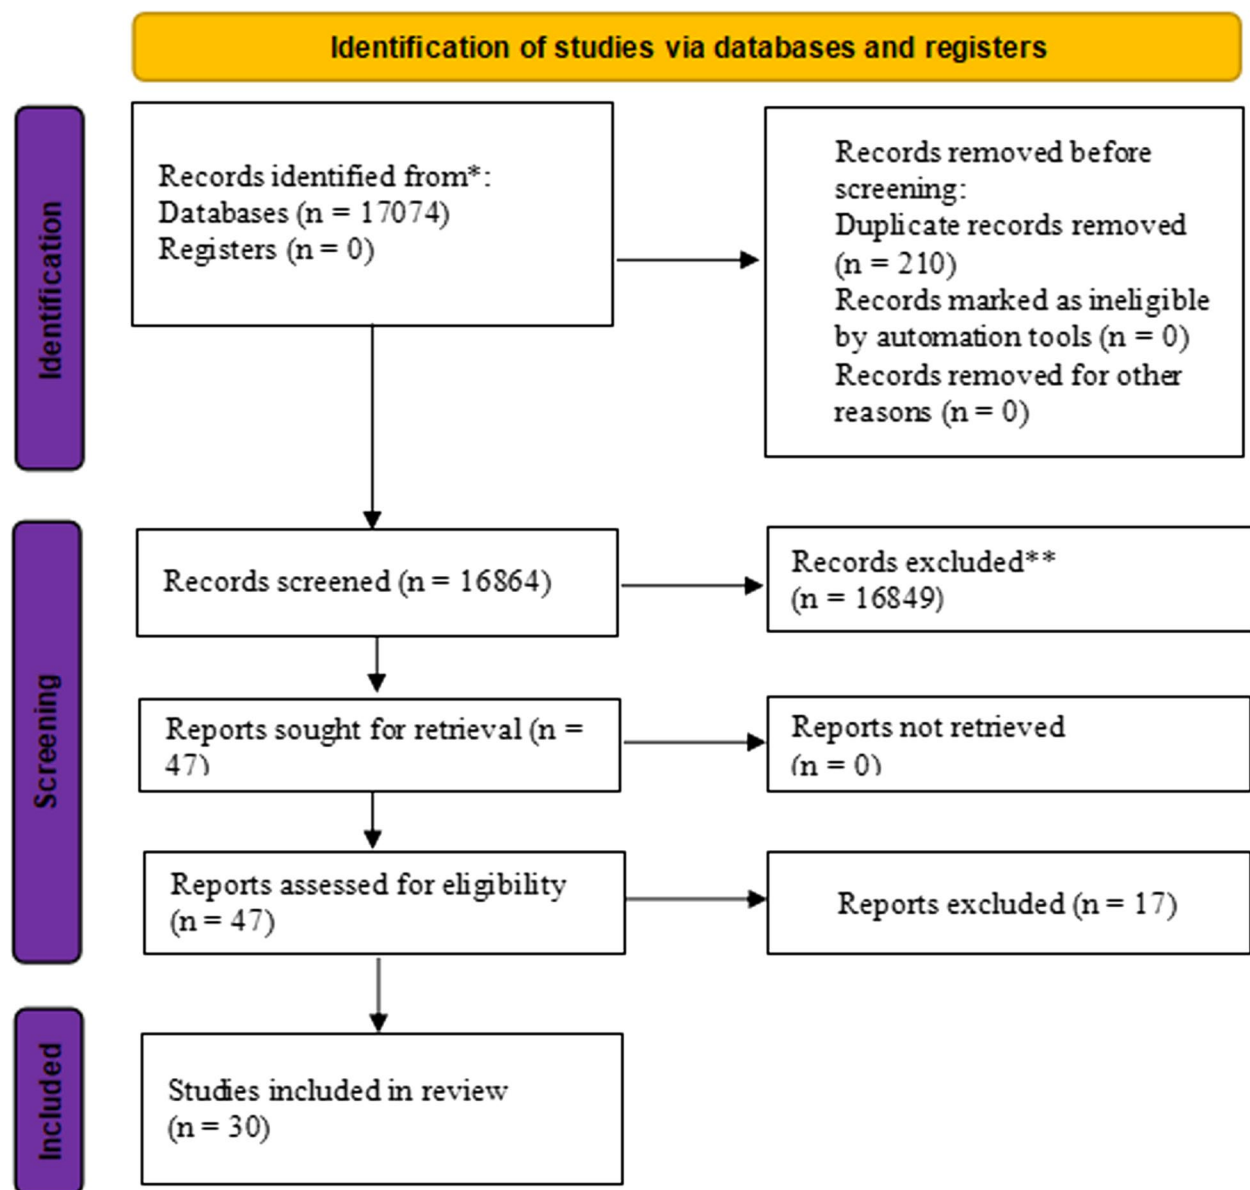 Identification of studies via databases and registers
Identification
Records identified from*:
Databases (n = 17074)
Registers (n = 0)
Records removed before
screening:
Duplicate records removed
(n = 210)
Records marked as ineligible
by automation tools (n = 0)
Records removed for other
reasons (n = 0)
Screening
Records screened (n = 16864)
Records excluded**
(n = 16849)
Reports sought for retrieval (n =
47)
Reports not retrieved
(n = 0)
Reports assessed for eligibility
(n = 47)
Reports excluded (n = 17)
Included
Studies included in review
(n = 30)